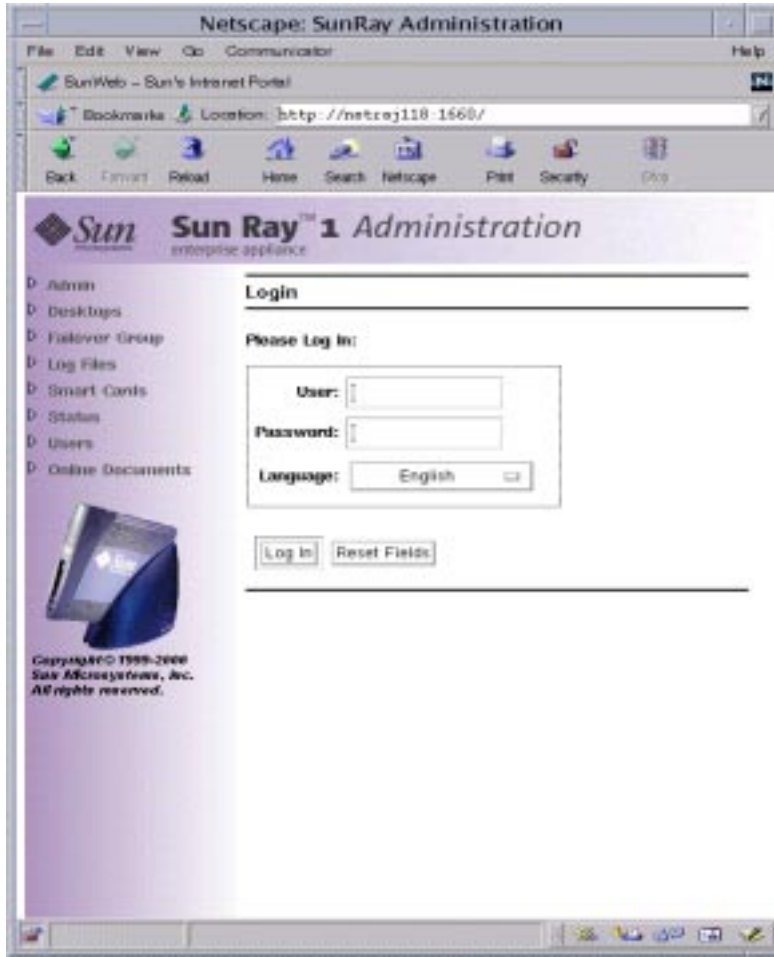 Netscape: SunRay Administration
File Edit View Go Communicator Help
SunWeb – Sun's Intranet Portal
Bookmarks Location: http://netraj118:1660/
Back Forward Reload Home Search Netscape Print Security Stop
Sun
Sun Ray™ 1 Administration
enterprise appliance
Admin
Desktops
Failover Group
Log Files
Smart Cards
Status
Users
Online Documents
Login
Please Log In:
User:
Password:
Language: English
Log In Reset Fields
Sun
Copyright© 1999-2000
Sun Microsystems, Inc.
All rights reserved.